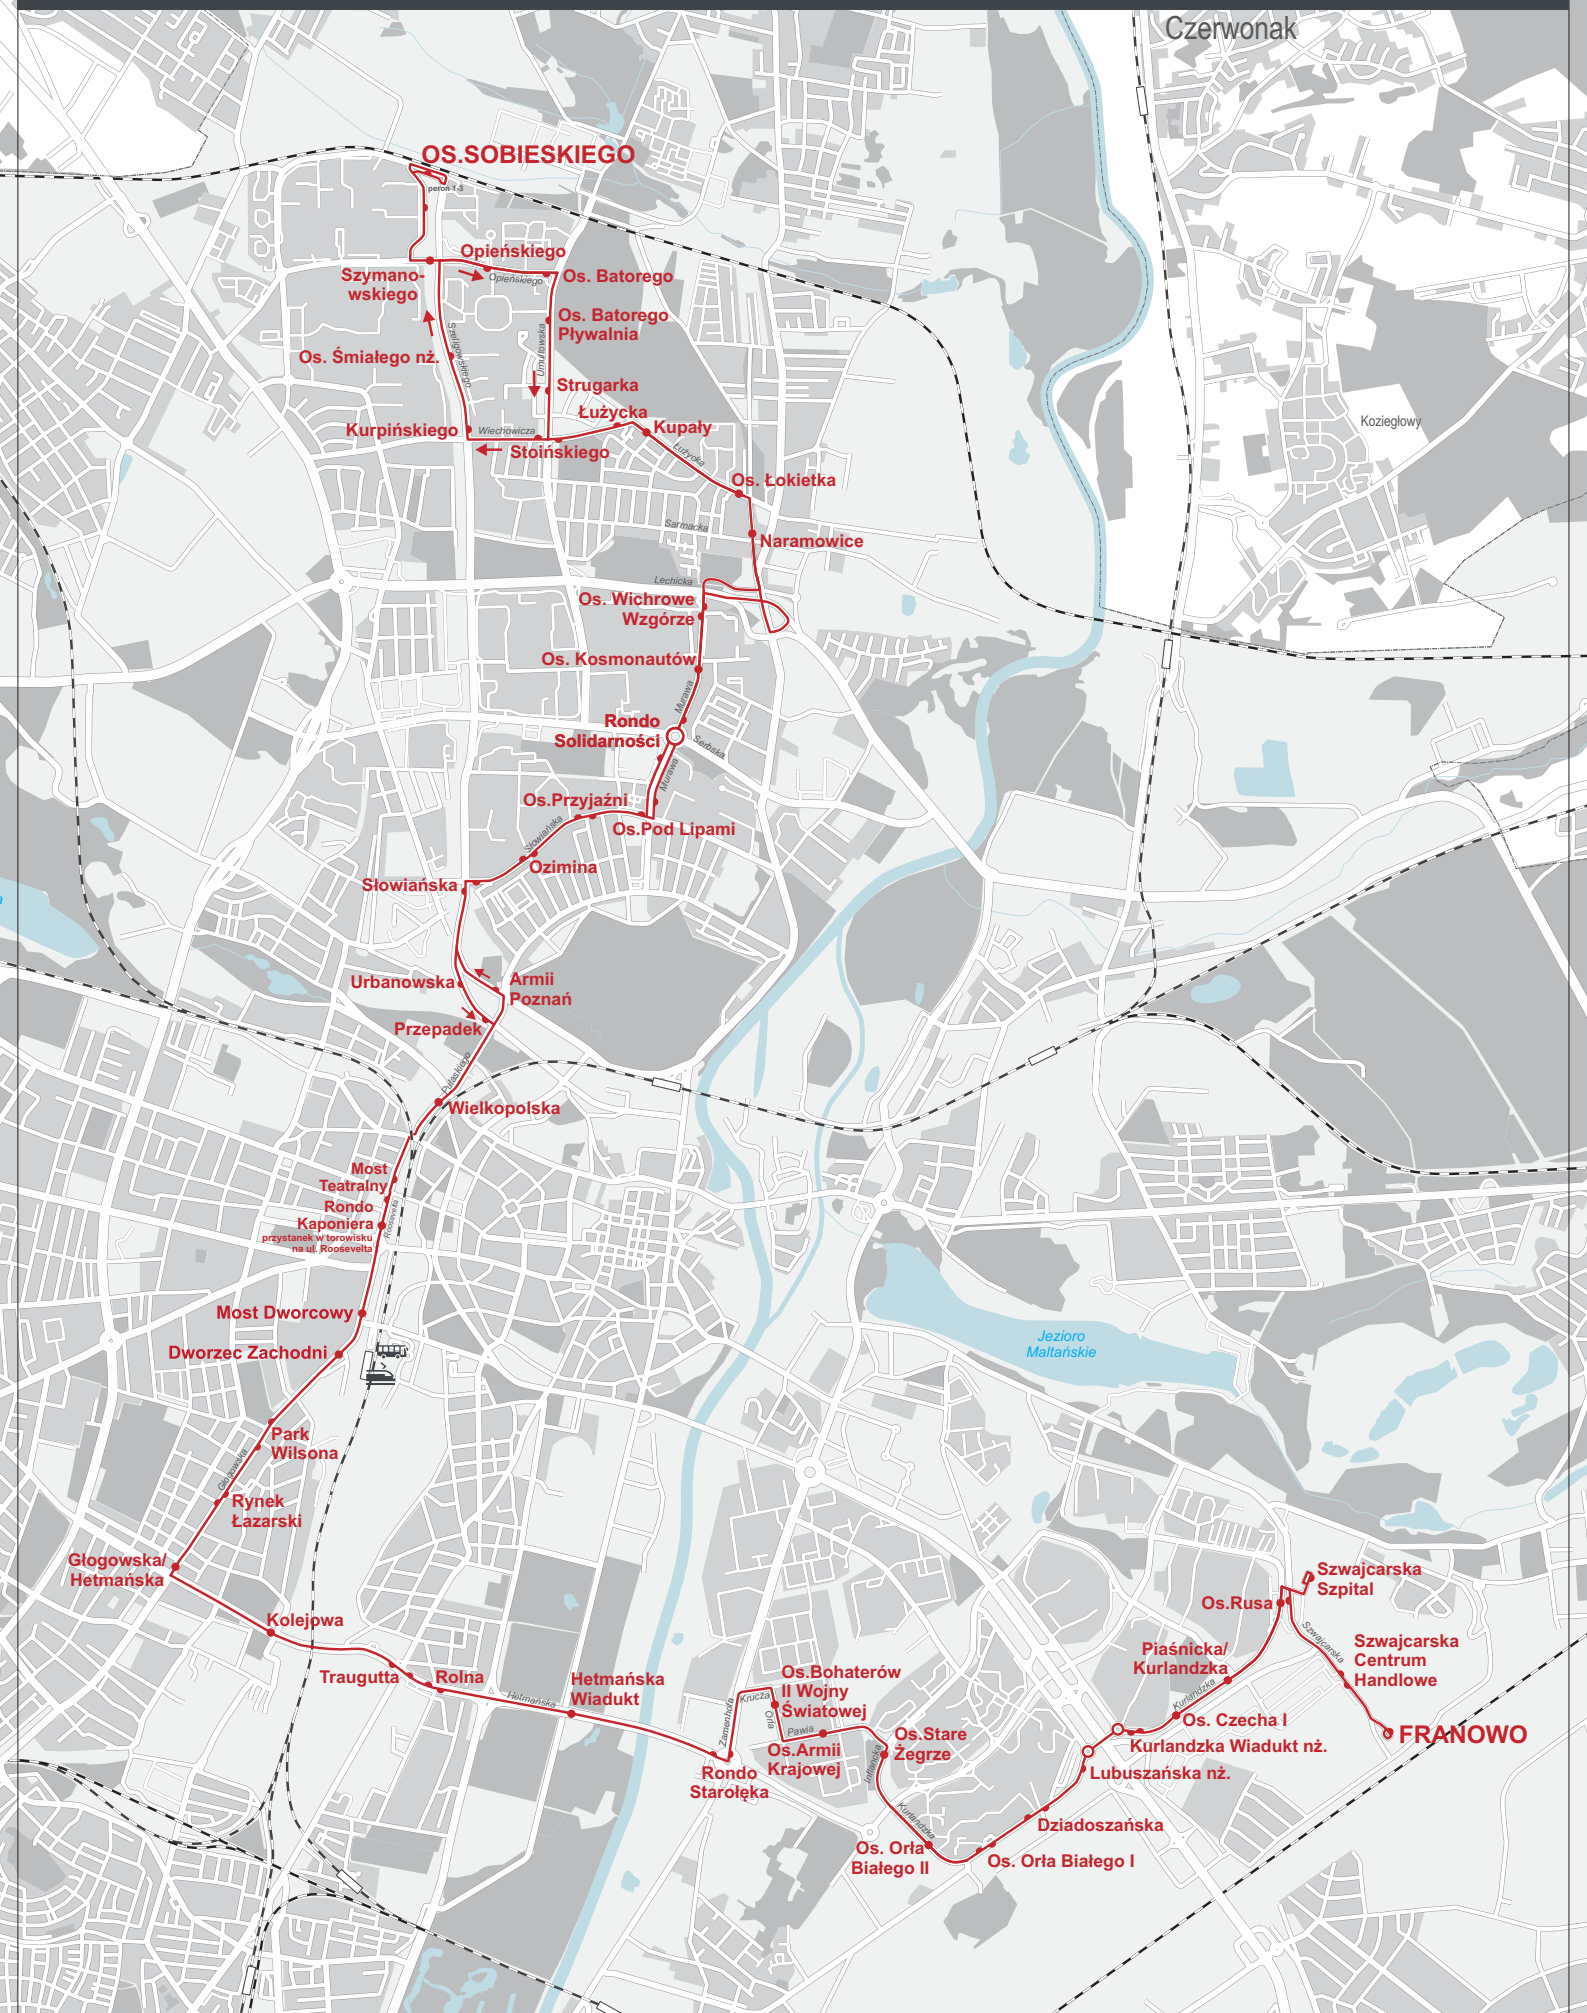 Czerwonak
OS.SOBIESKIEGO
peron 1-3
Opieńskiego
Szymano-
wskiego
Opieńskiego
Os. Batorego
Os. Batorego
Pływalnia
Szeligowskiego
Umultowska
Os. Śmiałego nż.
Strugarka
Łużycka
Kurpińskiego
Wiechowicza
Kupały
Stoińskiego
Łużycka
Koziegłowy
Os. Łokietka
Sarmacka
Naramowice
Lechicka
Os. Wichrowe
Wzgórze
Os. Kosmonautów
Murawa
Rondo
Solidarności
Serbska
Murawa
Os.Przyjaźni
Os.Pod Lipami
Słowiańska
Ozimina
Słowiańska
a
Urbanowska
Armii
Poznań
Przepadek
Pułaskiego
Wielkopolska
Most
Teatralny
Rondo
Kaponiera
przystanek w torowisku
na ul. Roosevelta
Roosevelta
Most Dworcowy
Dworzec Zachodni
Jezioro
Maltańskie
Park
Wilsona
Głogowska
Rynek
Łazarski
Głogowska/
Hetmańska
Kolejowa
Traugutta
Rolna
Hetmańska
Hetmańska
Wiadukt
Zamenhofa
Krucza
Orla
Os.Bohaterów
II Wojny
Światowej
Pawia
Rondo
Starołęka
Os.Armii
Krajowej
Inflancka
Os.Stare
Żegrze
Kurlandzka
Os. Orła
Białego II
Os. Orła Białego I
Dziadoszańska
Lubuszańska nż.
Kurlandzka Wiadukt nż.
Os. Czecha I
Kurlandzka
Piaśnicka/
Kurlandzka
Os.Rusa
Szwajcarska
Szpital
Szwajcarska
Szwajcarska
Centrum
Handlowe
FRANOWO